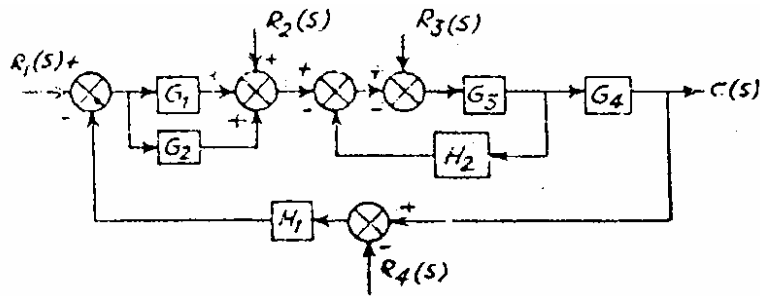 R₂(S)
R₃(S)
R₁(S) +
-
G₁
+
+
+
G₂
+
-
+
-
G₃
G₄
C(S)
H₂
H₁
+
-
R₄(S)